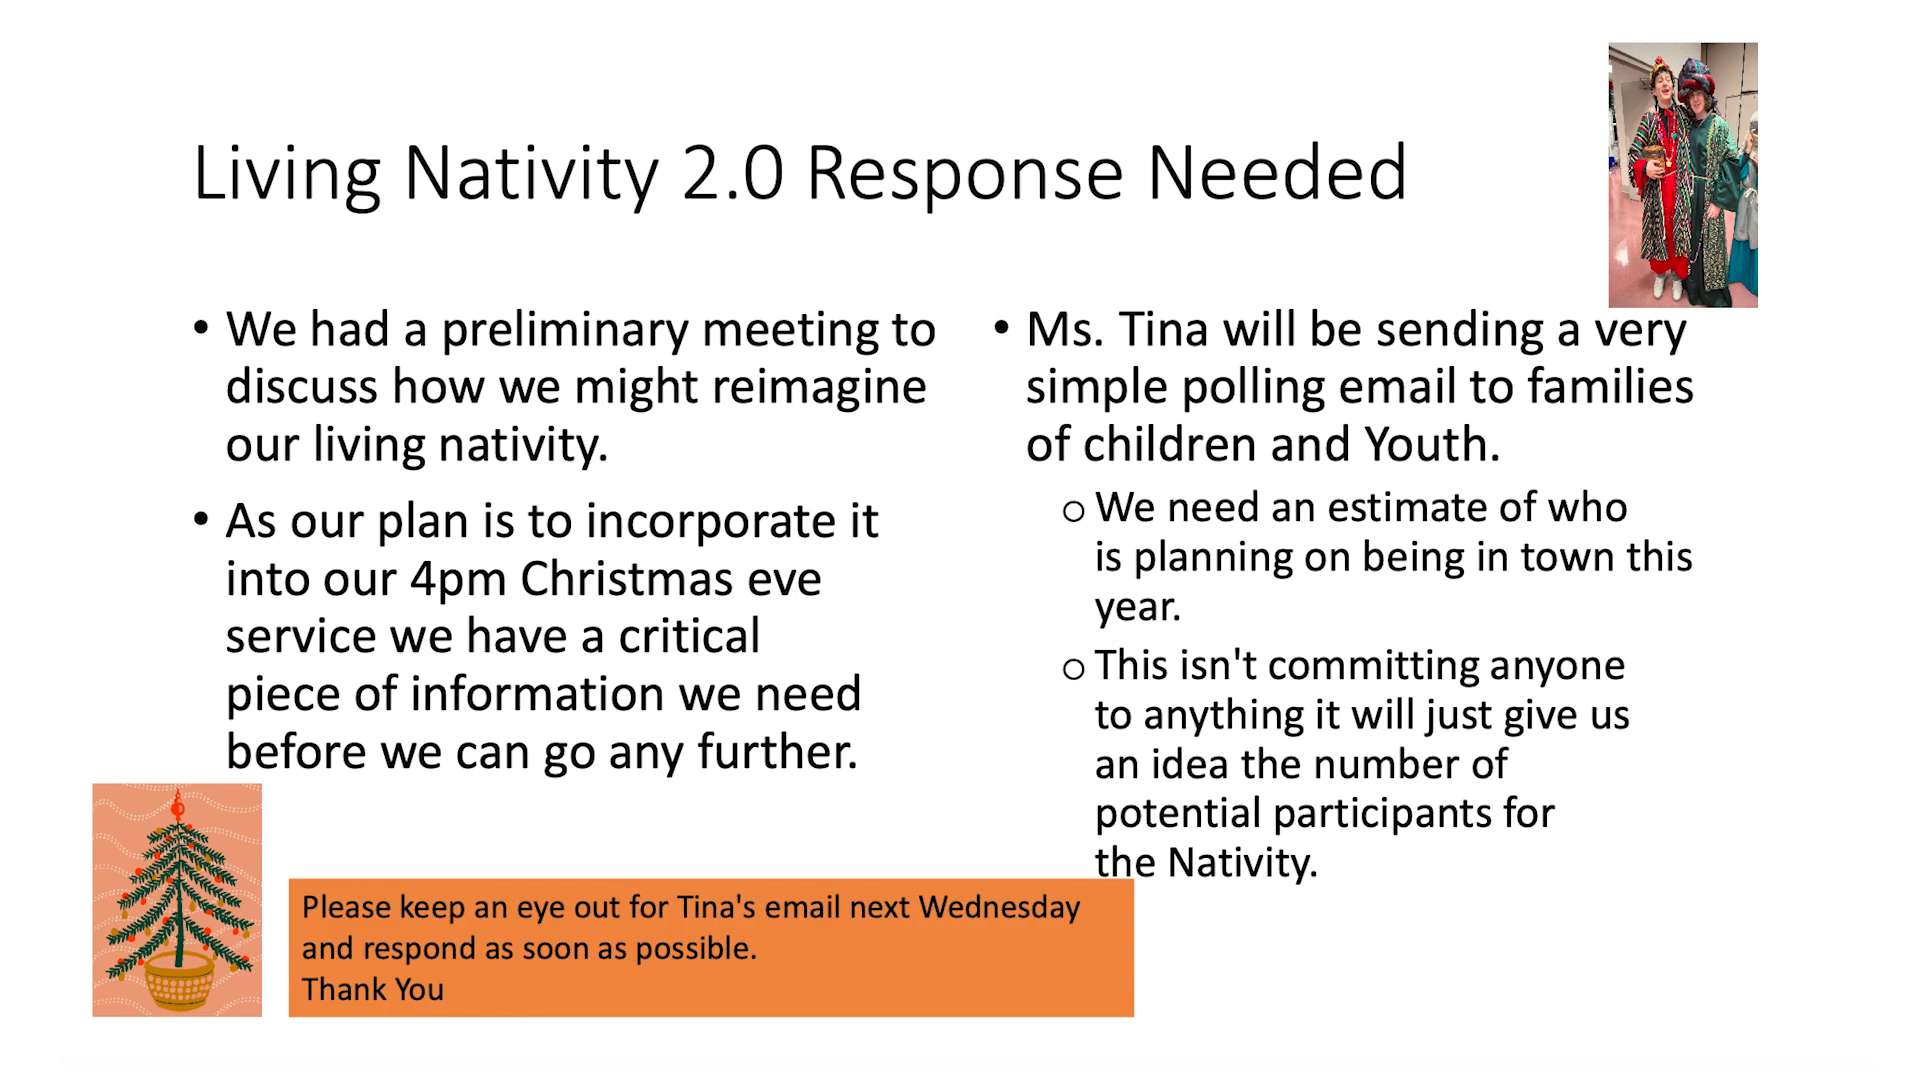 Living Nativity 2.0 Response Needed
• We had a preliminary meeting to
discuss how we might reimagine
our living nativity.
• As our plan is to incorporate it
into our 4pm Christmas eve
service we have a critical
piece of information we need
before we can go any further.
• Ms. Tina will be sending a very
simple polling email to families
of children and Youth.
o We need an estimate of who
is planning on being in town this
year.
o This isn't committing anyone
to anything it will just give us
an idea the number of
potential participants for
the Nativity.
Please keep an eye out for Tina's email next Wednesday
and respond as soon as possible.
Thank You